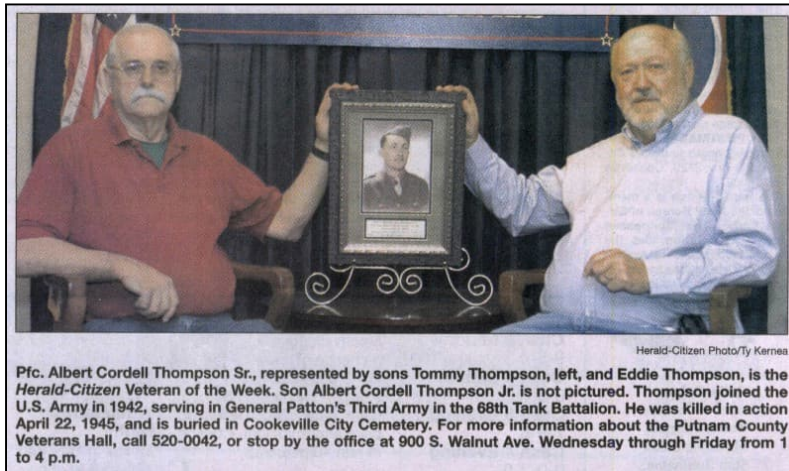 Herald-Citizen Photo/Ty Kernea
Pfc. Albert Cordell Thompson Sr., represented by sons Tommy Thompson, left, and Eddie Thompson, is the
Herald-Citizen Veteran of the Week. Son Albert Cordell Thompson Jr. is not pictured. Thompson joined the
U.S. Army in 1942, serving in General Patton's Third Army in the 68th Tank Battalion. He was killed in action
April 22, 1945, and is buried in Cookeville City Cemetery. For more information about the Putnam County
Veterans Hall, call 520-0042, or stop by the office at 900 S. Walnut Ave. Wednesday through Friday from 1
to 4 p.m.